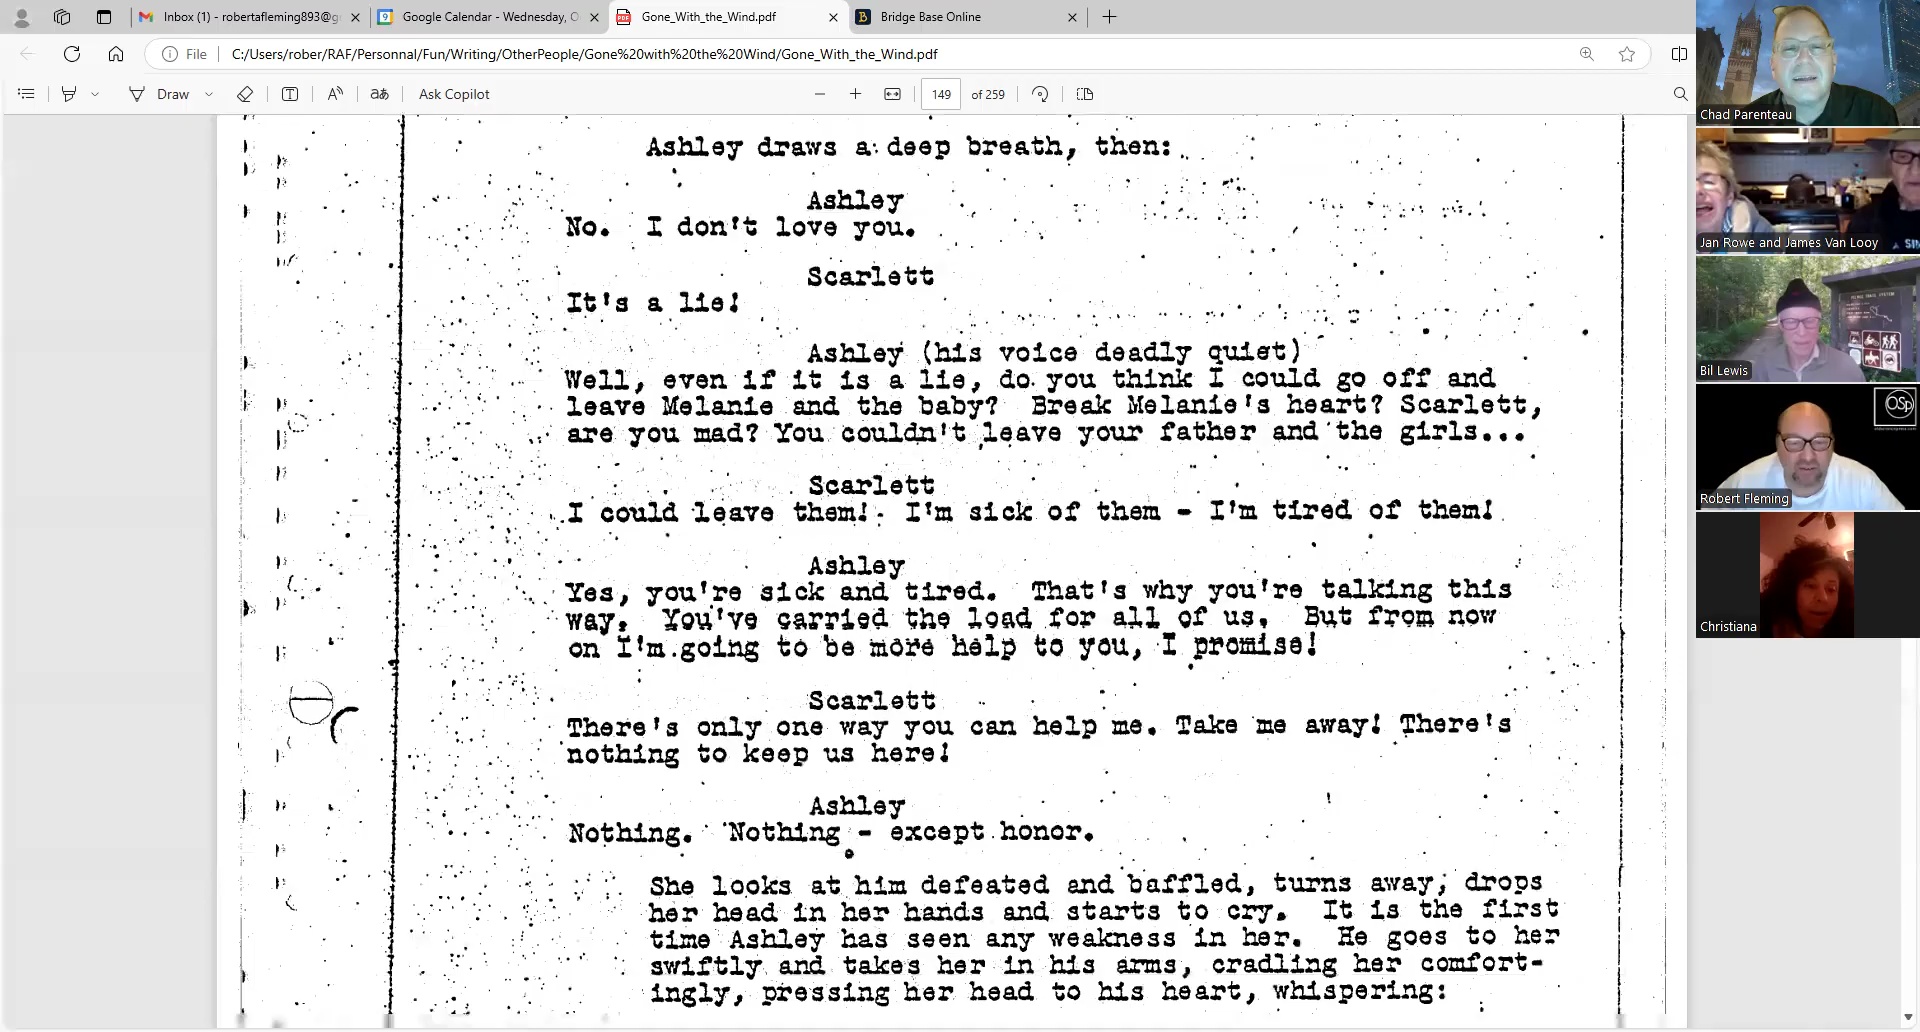 Inbox (1) - robertafleming893@g
Google Calendar - Wednesday, O
Gone_With_the_Wind.pdf
Bridge Base Online
File
C:/Users/rober/RAF/Personnal/Fun/Writing/OtherPeople/Gone%20with%20the%20Wind/Gone_With_the_Wind.pdf
Draw
Ask Copilot
149 of 259
Ashley draws a deep breath, then:
Ashley
No. I don't love you.
Scarlett
It's a lie!
Ashley (his voice deadly quiet)
Well, even if it is a lie, do you think I could go off and
leave Melanie and the baby? Break Melanie's heart? Scarlett,
are you mad? You couldn't leave your father and the girls...
Scarlett
I could leave them! I'm sick of them - I'm tired of them!
Ashley
Yes, you're sick and tired. That's why you're talking this
way. You've carried the load for all of us. But from now
on I'm going to be more help to you, I promise!
Scarlett
There's only one way you can help me. Take me away! There's
nothing to keep us here!
Ashley
Nothing. Nothing - except honor.
She looks at him defeated and baffled, turns away, drops
her head in her hands and starts to cry. It is the first
time Ashley has seen any weakness in her. He goes to her
swiftly and takes her in his arms, cradling her comfort-
ingly, pressing her head to his heart, whispering:
Chad Parenteau
Jan Rowe and James Van Looy
Bil Lewis
OSp
Robert Fleming
Christiana